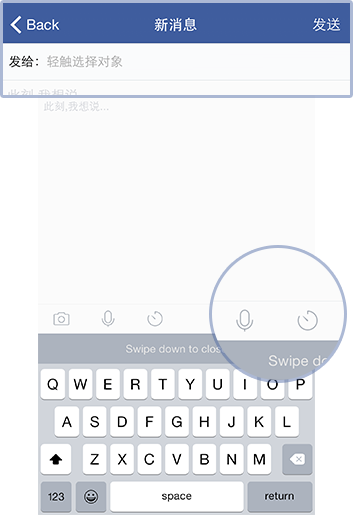 Back 新消息 发送
发给：轻触选择对象
此刻,我想说
此刻,我想说...
Swipe down to clos
Swipe do
Q W E R T Y U I O P
A S D F G H J K L
Z X C V B N M
123 space return